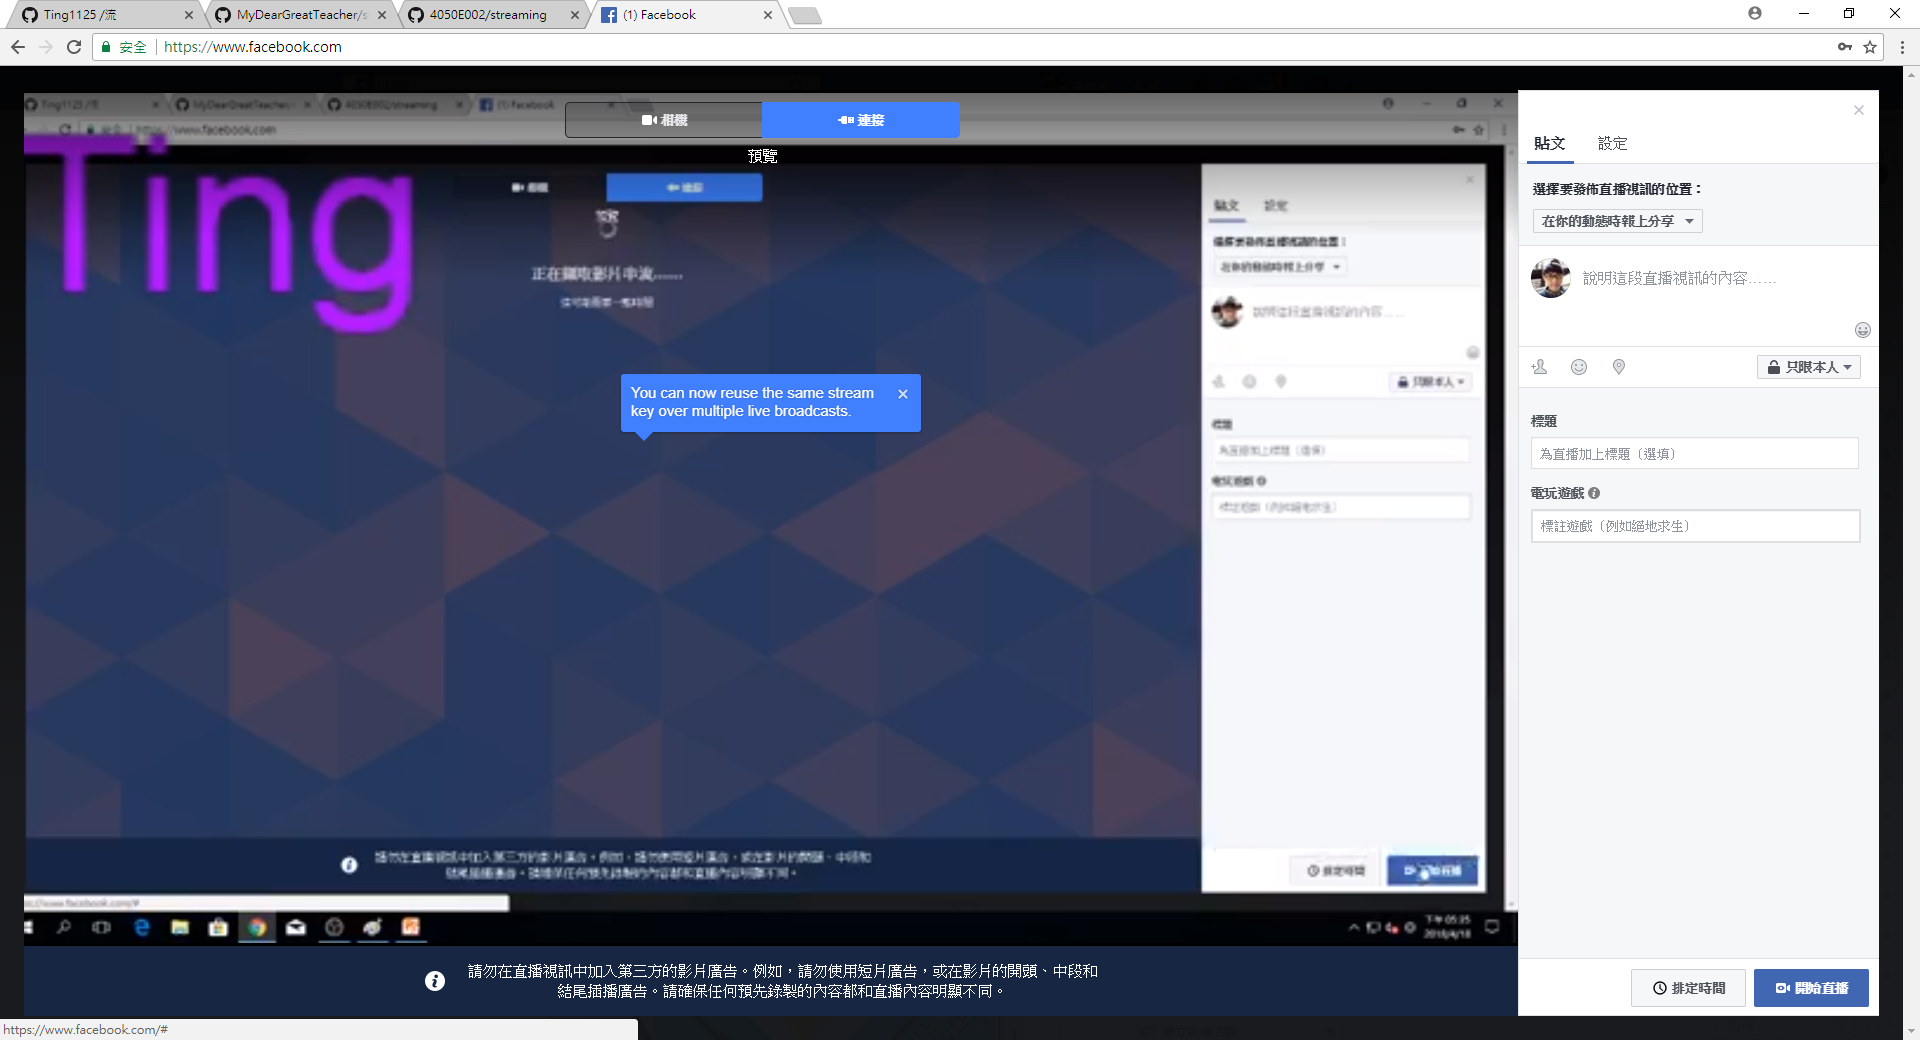 Ting1125 /流
MyDearGreatTeacher/s
4050E002/streaming
(1) Facebook
安全
https://www.facebook.com
相機
連接
預覽
Ting
正在擷取影片串流......
You can now reuse the same stream
key over multiple live broadcasts.
貼文
設定
選擇要發佈直播視訊的位置：
在你的動態時報上分享
說明這段直播視訊的內容......
只限本人
標題
為直播加上標題（選填）
電玩遊戲
標註遊戲（例如絕地求生）
請勿在直播視訊中加入第三方的影片廣告。例如，請勿使用短片廣告，或在影片的開頭、中段和
結尾插播廣告。請確保任何預先錄製的內容都和直播內容明顯不同。
排定時間
開始直播
https://www.facebook.com/#